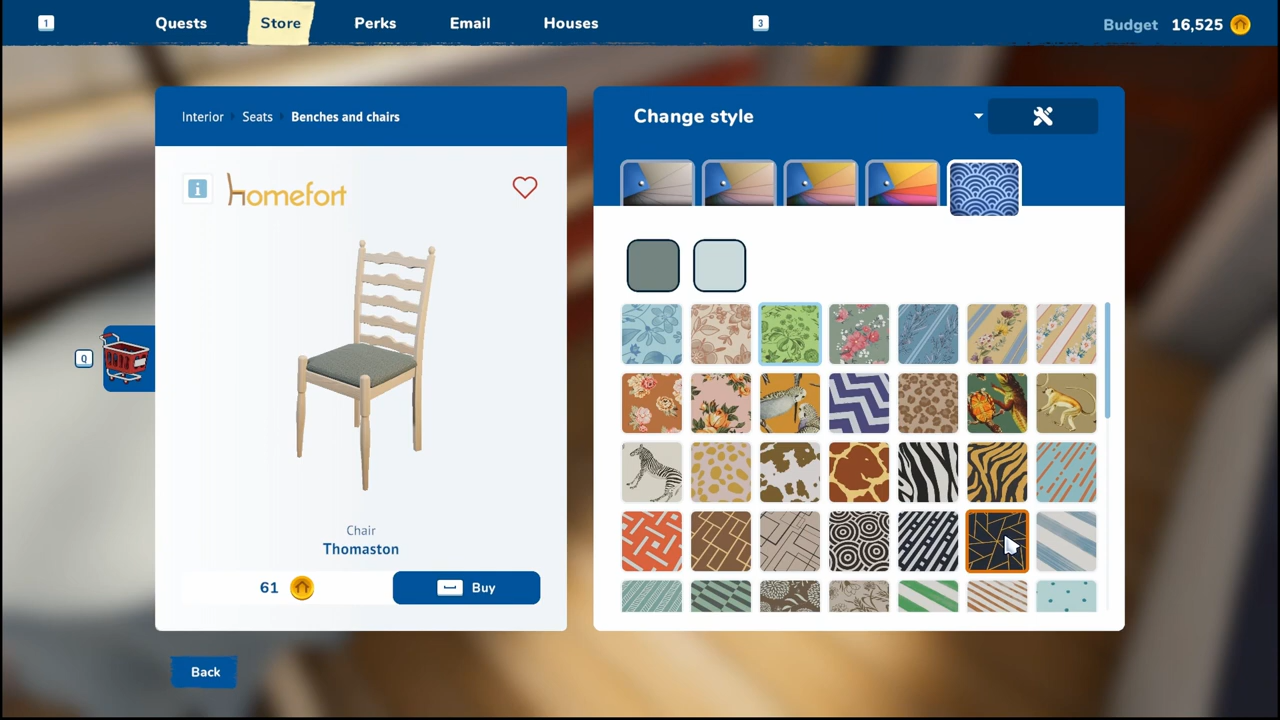 1 Quests Store Perks Email Houses 3 Budget 16,525
Interior Seats Benches and chairs
Change style
i homefort
Q
Chair
Thomaston
61 Buy
Back